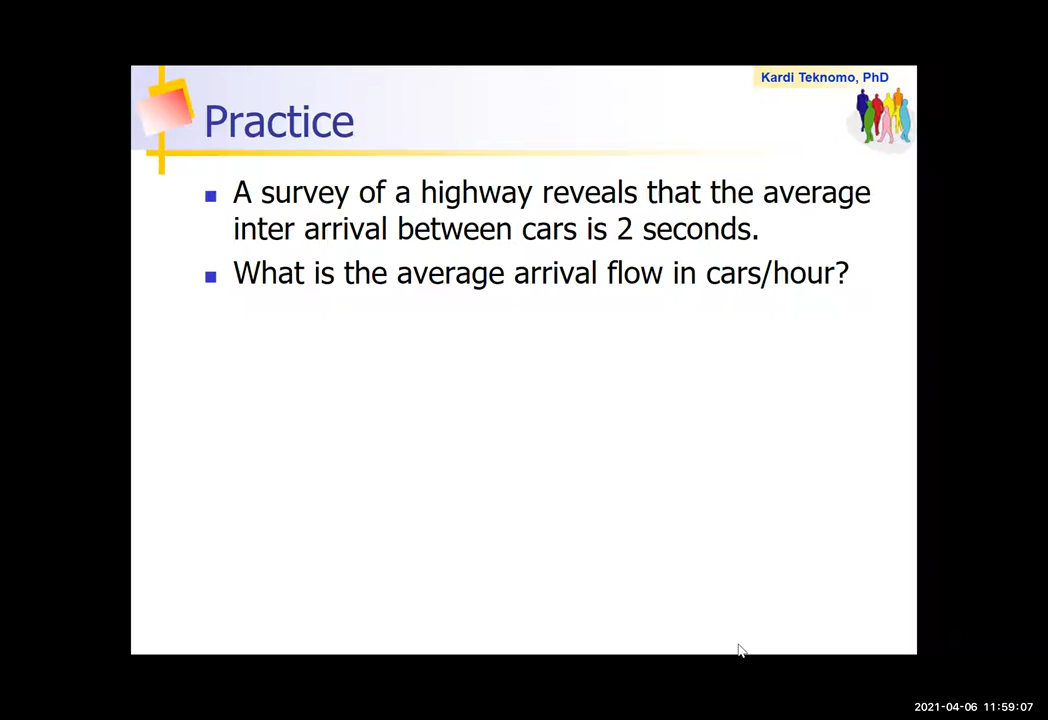 Kardi Teknomo, PhD
Practice
A survey of a highway reveals that the average
inter arrival between cars is 2 seconds.
What is the average arrival flow in cars/hour?
2021-04-06 11:59:07